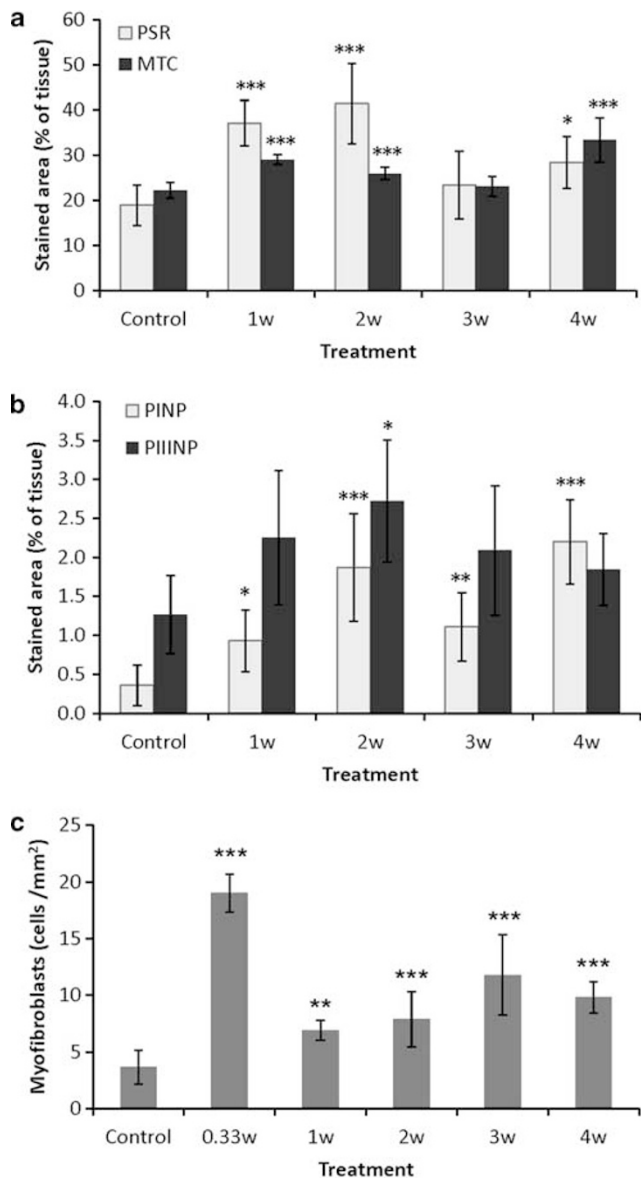 a
PSR
MTC
Stained area (% of tissue)
60
50
40
30
20
10
0
***
***
***
***
*
***
Control 1w 2w 3w 4w
Treatment
b
PINP
PIIINP
Stained area (% of tissue)
4.0
3.5
3.0
2.5
2.0
1.5
1.0
0.5
0.0
*
***
*
**
***
Control 1w 2w 3w 4w
Treatment
c
Myofibroblasts (cells /mm²)
25
20
15
10
5
0
***
**
***
***
***
Control 0.33w 1w 2w 3w 4w
Treatment